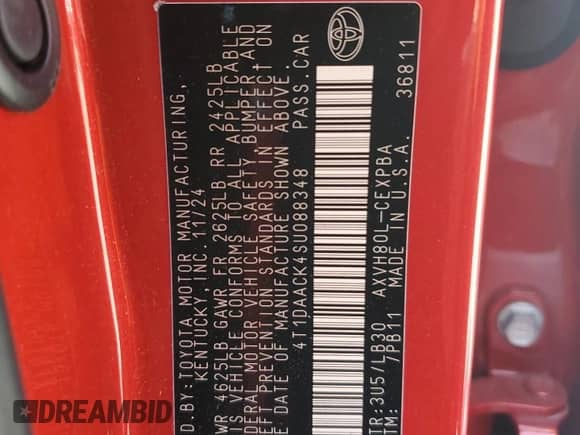 D. BY: TOYOTA MOTOR MANUFACTURING,
KENTUCKY, INC. 11/24
WR 4625LB GAWR FR 2625LB RR 2425LB
IS VEHICLE CONFORMS TO ALL APPLICABLE
DERAL MOTOR VEHICLE SAFETY, BUMPER AND
EFT PREVENTION STANDARDS IN EFFECT ON
E DATE OF MANUFACTURE SHOWN ABOVE.
4T1DAACK4SU088348 PASS.CAR
TR:3U5/LB30 AXVH80L-CEXPBA
TM: /PB11 MADE IN U.S.A. 36811
DREAMBID